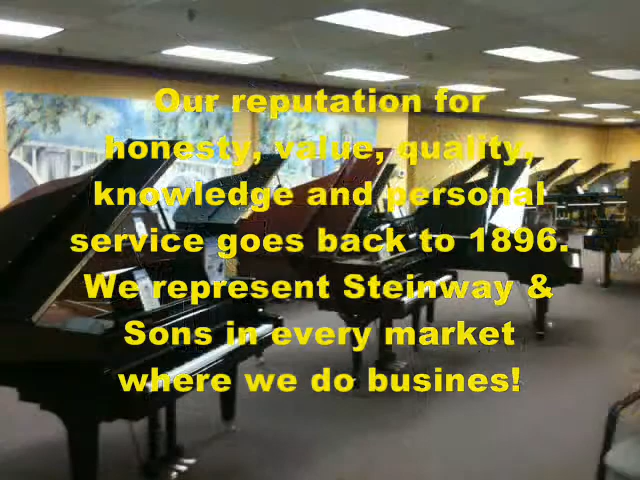 Our reputation for
honesty, value, quality,
knowledge and personal
service goes back to 1896.
We represent Steinway &
Sons in every market
where we do busines!